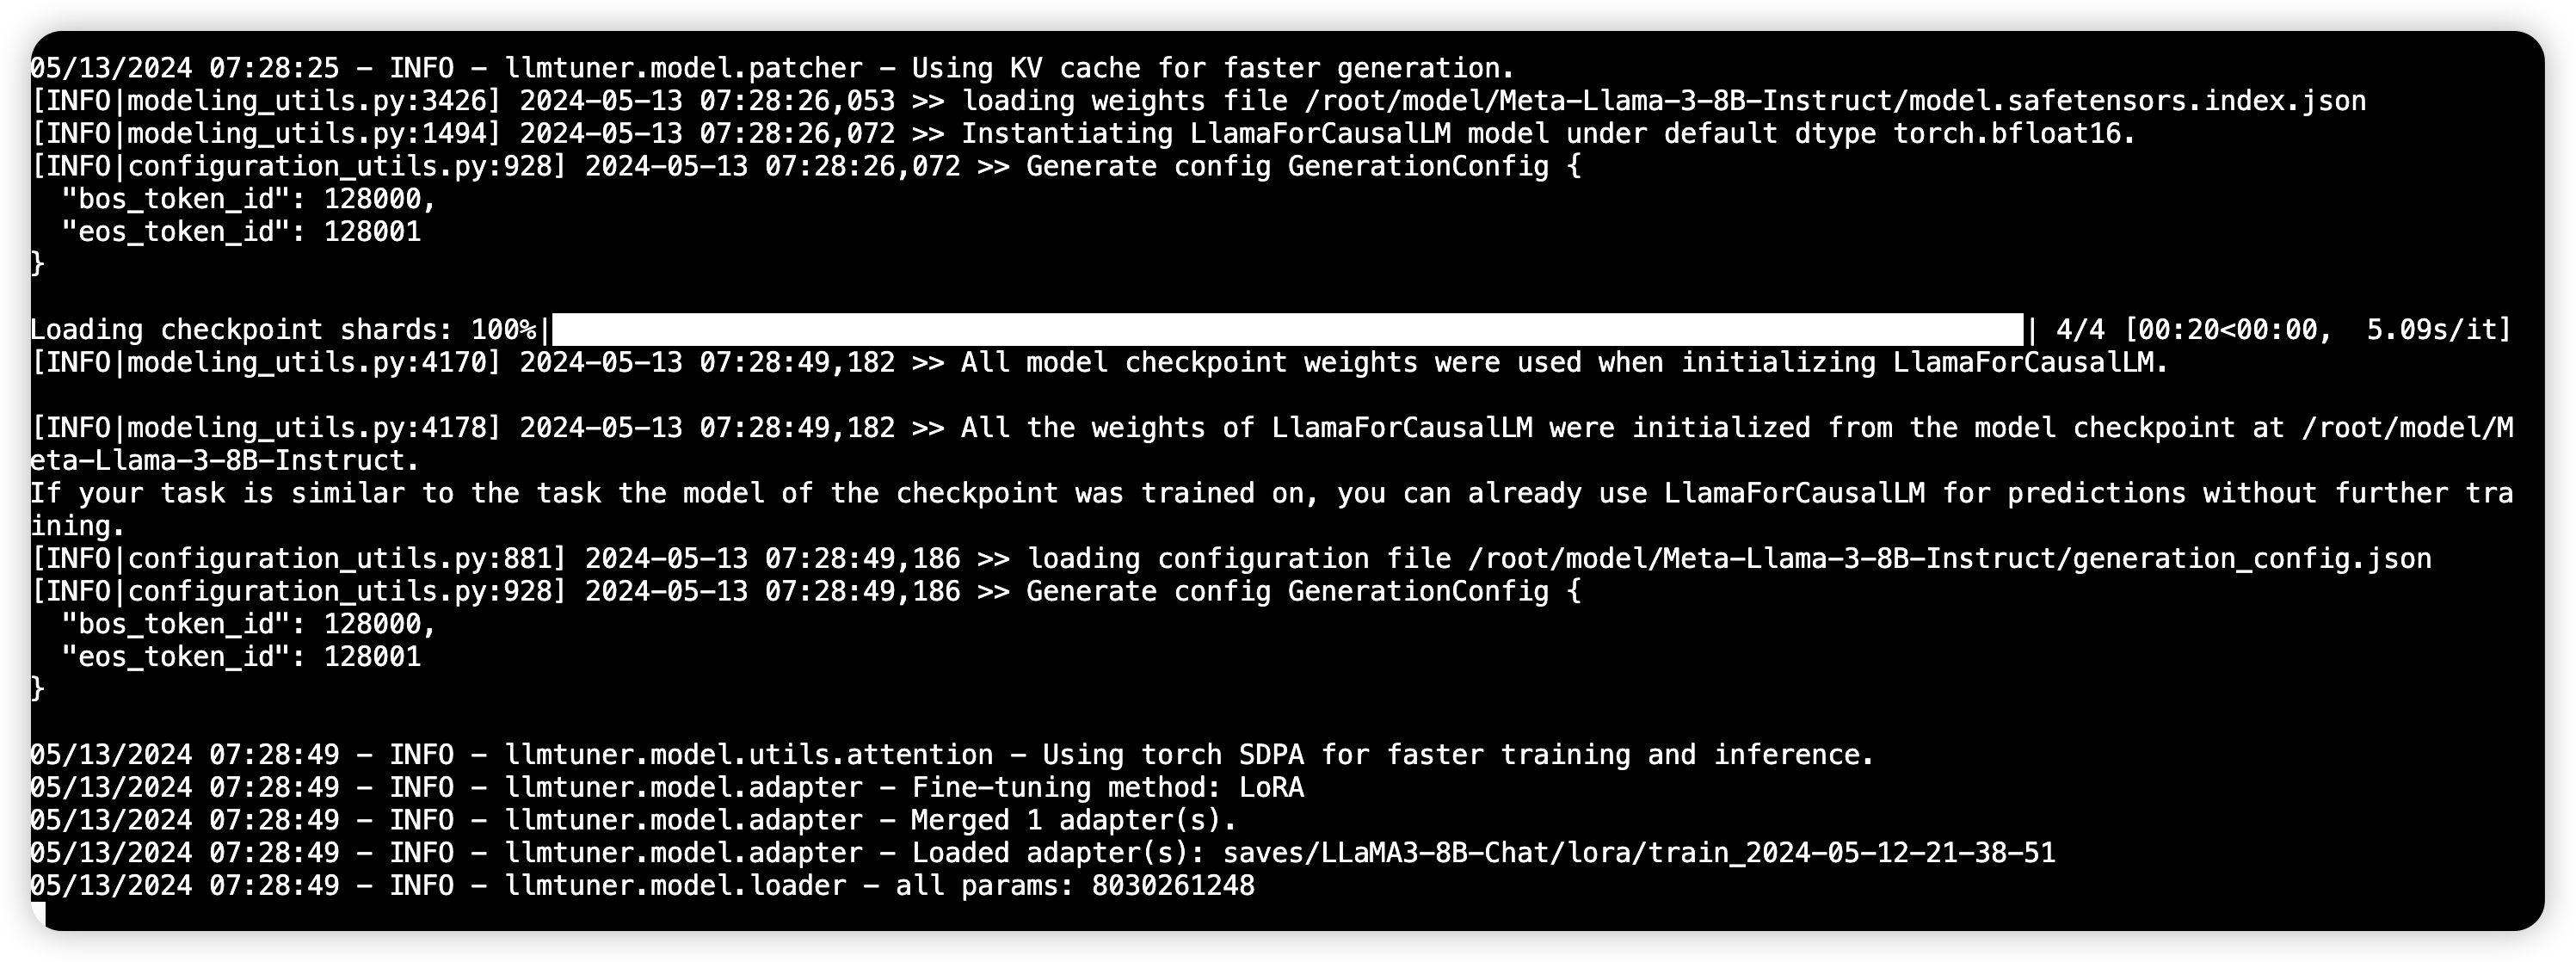 05/13/2024 07:28:25 - INFO - llmtuner.model.patcher - Using KV cache for faster generation.
[INFO|modeling_utils.py:3426] 2024-05-13 07:28:26,053 >> loading weights file /root/model/Meta-Llama-3-8B-Instruct/model.safetensors.index.json
[INFO|modeling_utils.py:1494] 2024-05-13 07:28:26,072 >> Instantiating LlamaForCausalLM model under default dtype torch.bfloat16.
[INFO|configuration_utils.py:928] 2024-05-13 07:28:26,072 >> Generate config GenerationConfig {
  "bos_token_id": 128000,
  "eos_token_id": 128001
}
Loading checkpoint shards: 100%|                    | 4/4 [00:20<00:00,  5.09s/it]
[INFO|modeling_utils.py:4170] 2024-05-13 07:28:49,182 >> All model checkpoint weights were used when initializing LlamaForCausalLM.
[INFO|modeling_utils.py:4178] 2024-05-13 07:28:49,182 >> All the weights of LlamaForCausalLM were initialized from the model checkpoint at /root/model/M
eta-Llama-3-8B-Instruct.
If your task is similar to the task the model of the checkpoint was trained on, you can already use LlamaForCausalLM for predictions without further tra
ining.
[INFO|configuration_utils.py:881] 2024-05-13 07:28:49,186 >> loading configuration file /root/model/Meta-Llama-3-8B-Instruct/generation_config.json
[INFO|configuration_utils.py:928] 2024-05-13 07:28:49,186 >> Generate config GenerationConfig {
  "bos_token_id": 128000,
  "eos_token_id": 128001
}
05/13/2024 07:28:49 - INFO - llmtuner.model.utils.attention - Using torch SDPA for faster training and inference.
05/13/2024 07:28:49 - INFO - llmtuner.model.adapter - Fine-tuning method: LoRA
05/13/2024 07:28:49 - INFO - llmtuner.model.adapter - Merged 1 adapter(s).
05/13/2024 07:28:49 - INFO - llmtuner.model.adapter - Loaded adapter(s): saves/LLaMA3-8B-Chat/lora/train_2024-05-12-21-38-51
05/13/2024 07:28:49 - INFO - llmtuner.model.loader - all params: 8030261248